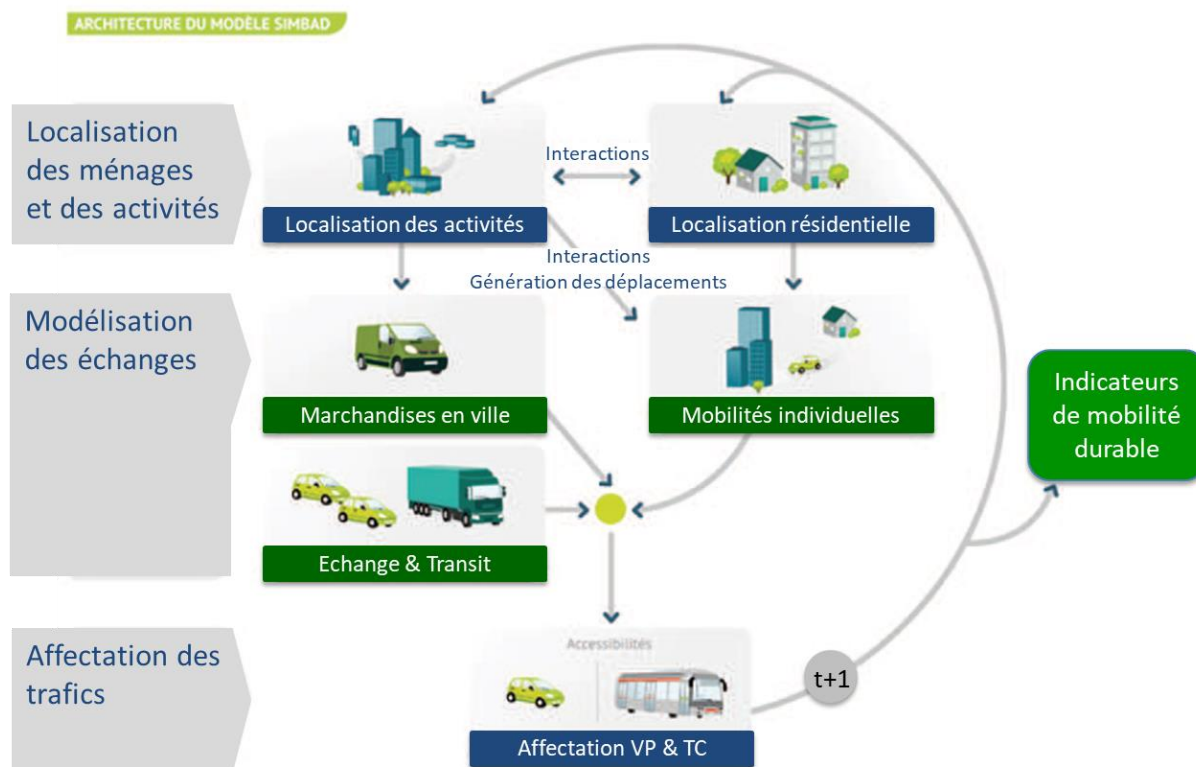 ARCHITECTURE DU MODÈLE SIMBAD
Localisation
des ménages
et des activités
Interactions
Localisation des activités
Localisation résidentielle
Interactions
Génération des déplacements
Modélisation
des échanges
Marchandises en ville
Mobilités individuelles
Indicateurs
de mobilité
durable
Echange & Transit
Affectation des
trafics
Accessibilités
t+1
Affectation VP & TC